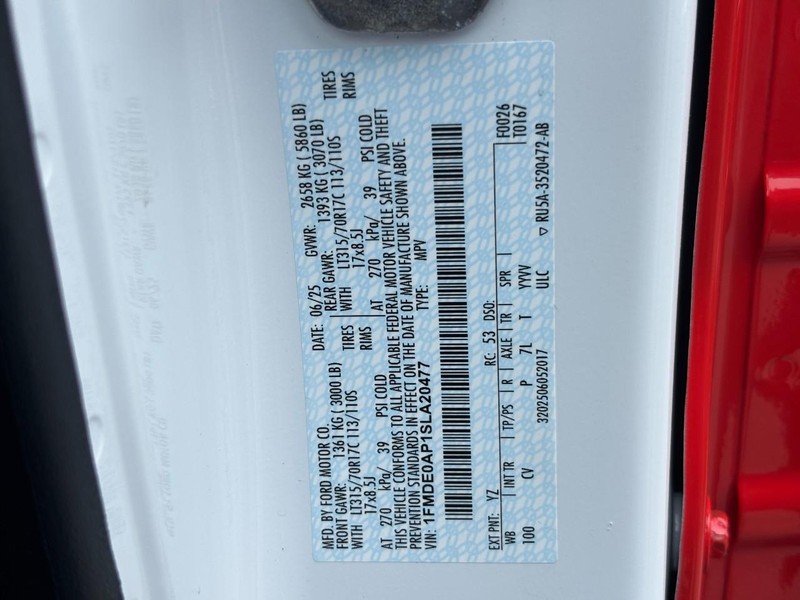 MFD. BY FORD MOTOR CO.
DATE: 06/25 GVWR: 2658 KG ( 5860 LB)
FRONT GAWR: 1361 KG ( 3000 LB) REAR GAWR: 1393 KG ( 3070 LB)
WITH LT315/70R17C 113/110S TIRES WITH LT315/70R17C 113/110S TIRES
17x8.5J RIMS 17x8.5J RIMS
AT 270 kPa/ 39 PSI COLD AT 270 kPa/ 39 PSI COLD
THIS VEHICLE CONFORMS TO ALL APPLICABLE FEDERAL MOTOR VEHICLE SAFETY AND THEFT
PREVENTION STANDARDS IN EFFECT ON THE DATE OF MANUFACTURE SHOWN ABOVE.
VIN: 1FMDE0AP1SLA20477 TYPE: MPV
F0026
EXT PNT: YZ RC: 53 DSO: T0167
WB INT TR TP/PS R AXLE TR SPR
100 CV P 7L T YYVV
3202506052017 ULC
▽ RU5A-3520472-AB